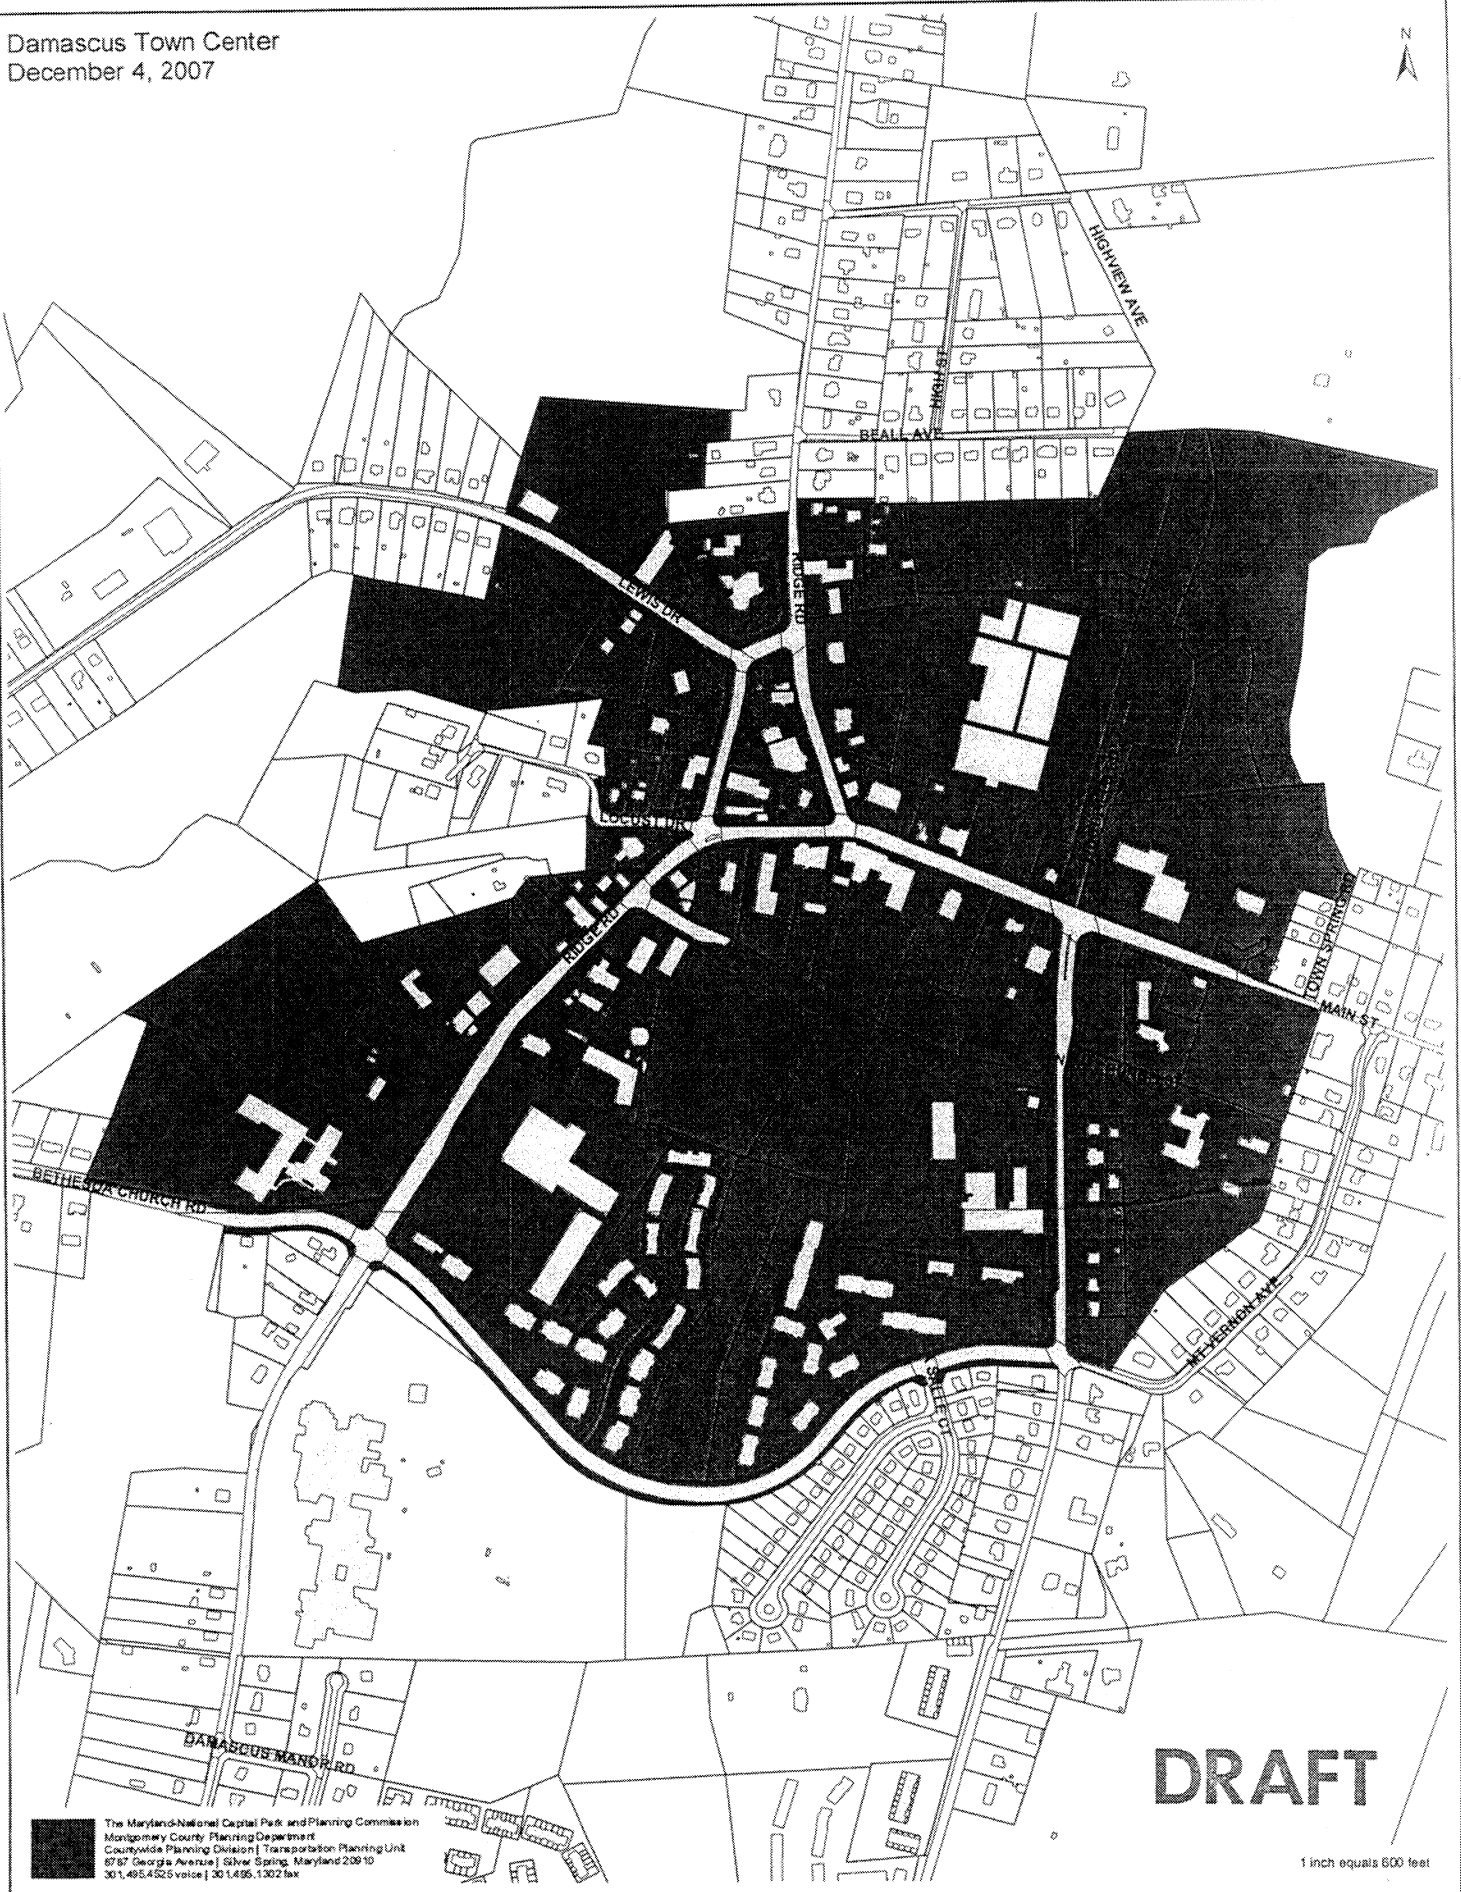 Damascus Town Center
December 4, 2007
N
HIGHVIEW AVE
HIGH ST
BEALL AVE
RIDGE RD
LEWIS DR
LOCUST DR
RIDGE RD
TOWN SPRING
MAIN ST
BETHESDA CHURCH RD
MT VERNON AVE
DAMASCUS MANOR RD
DRAFT
The Maryland-National Capital Park and Planning Commission
Montgomery County Planning Department
Countywide Planning Division | Transportation Planning Unit
8787 Georgia Avenue | Silver Spring, Maryland 20910
301.495.4525 voice | 301.495.1302 fax
1 inch equals 600 feet